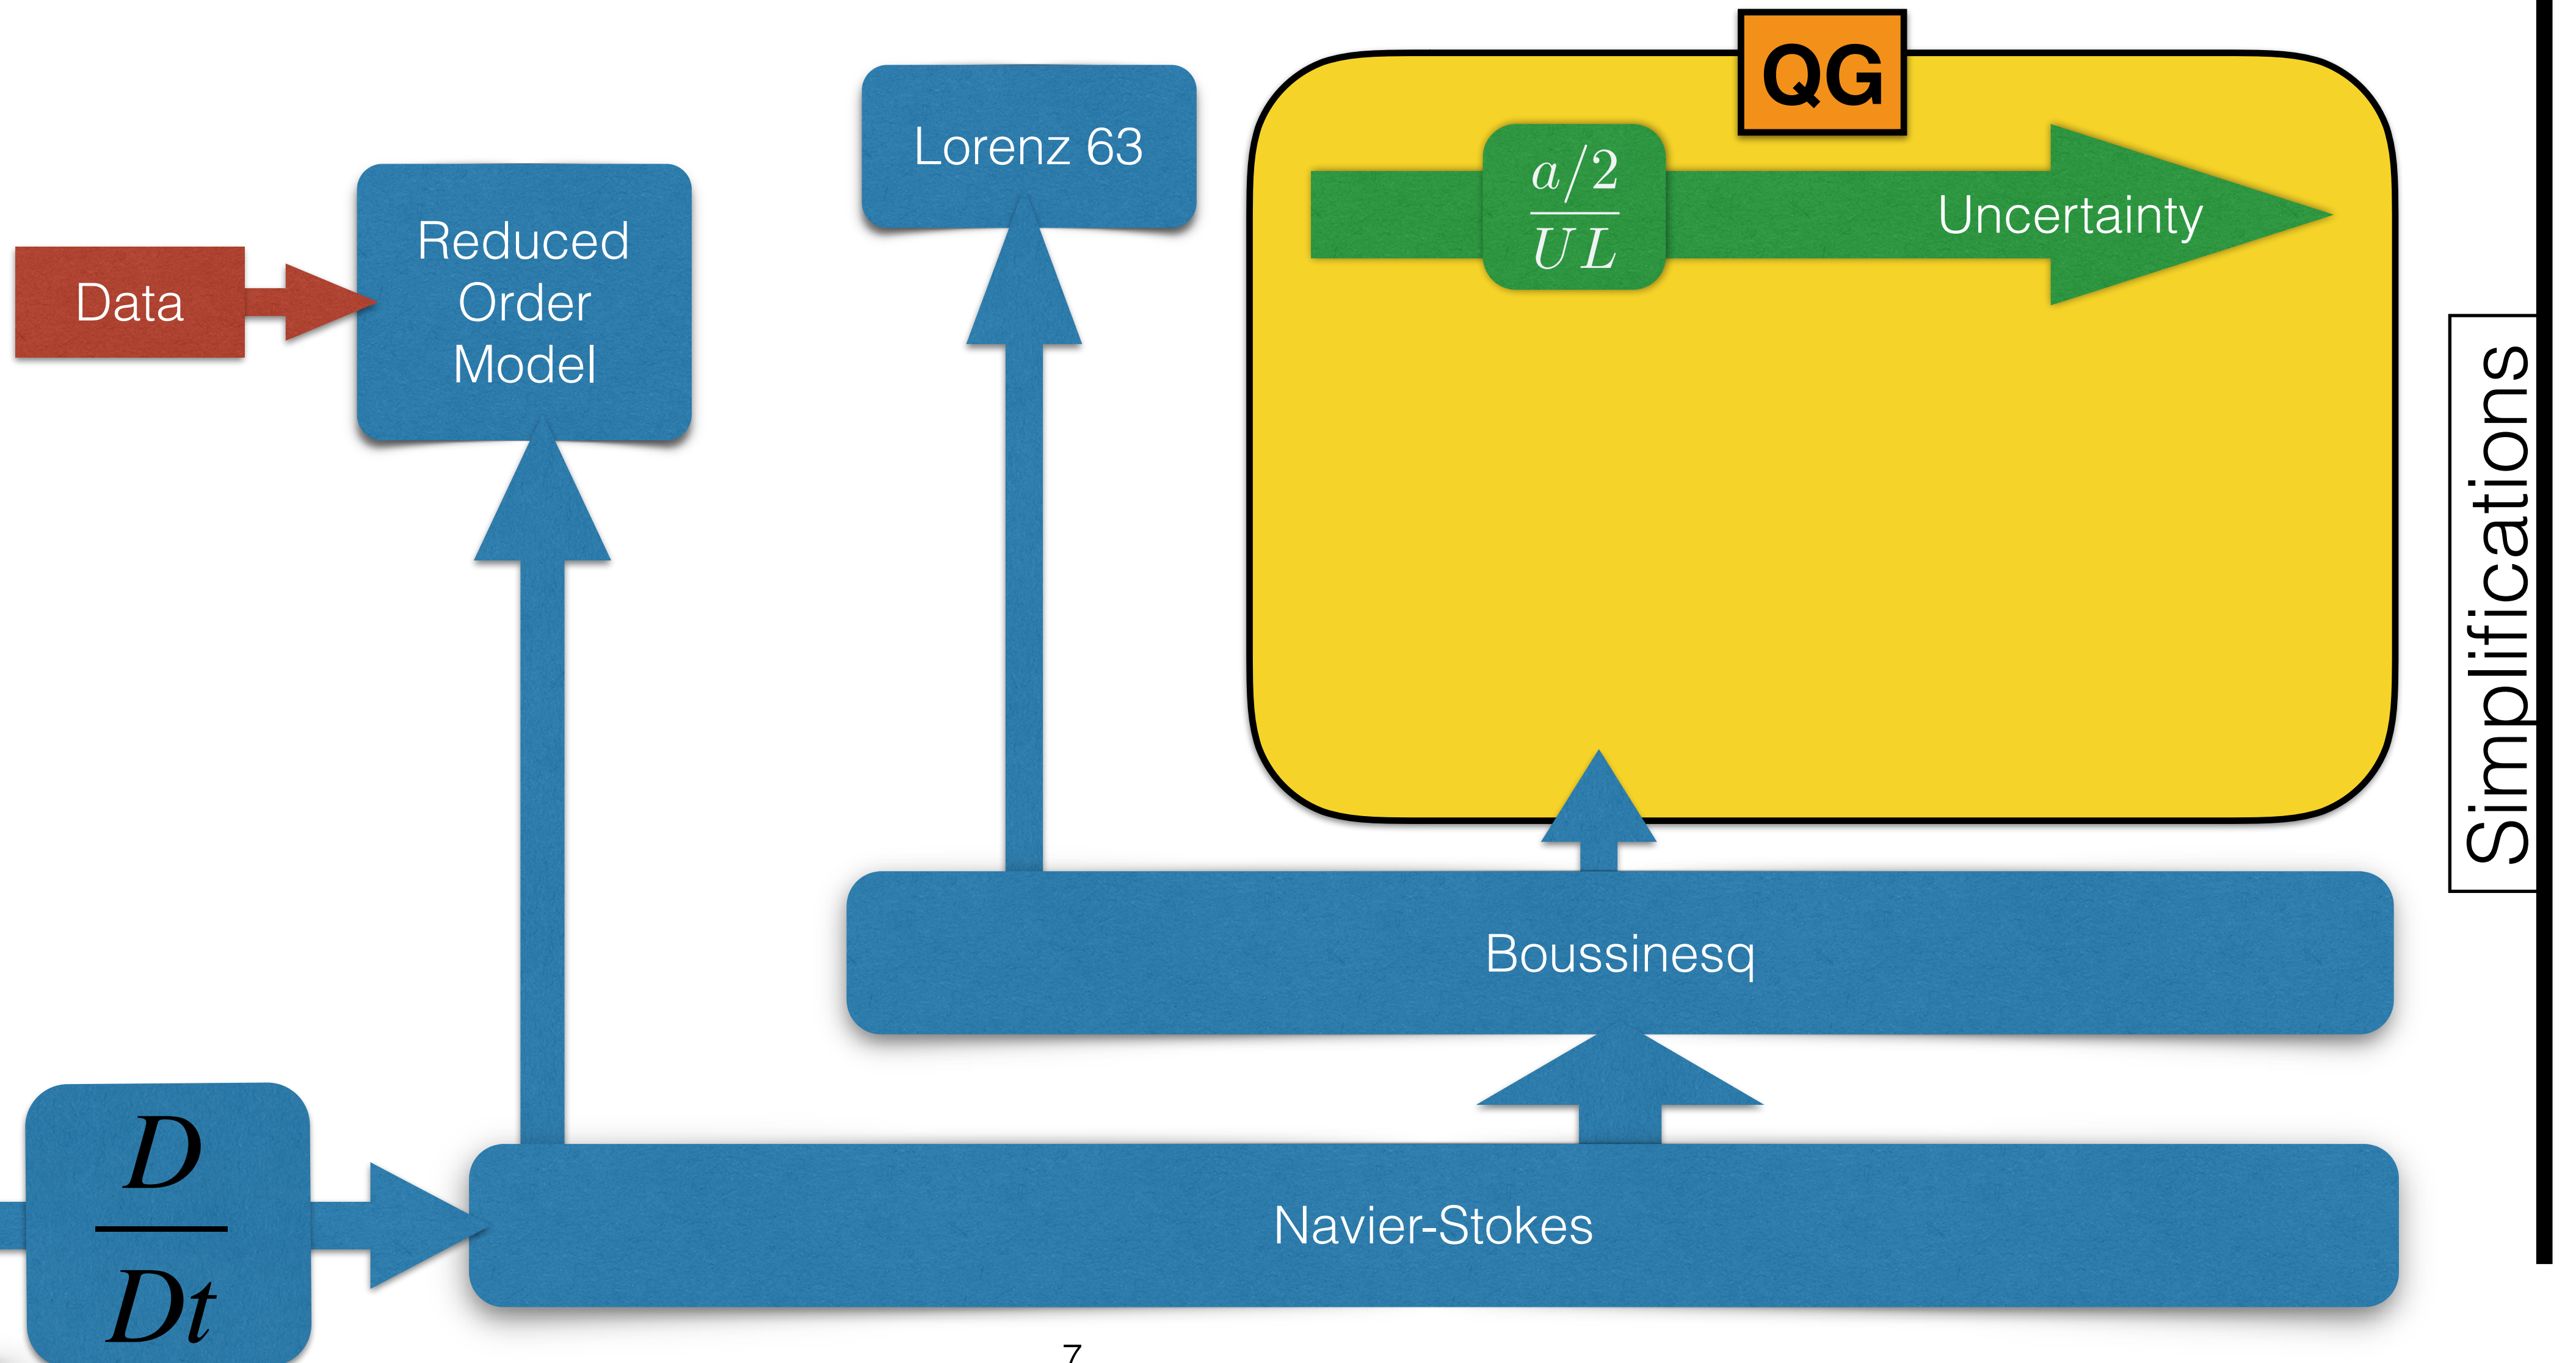 QG
Lorenz 63
a/2
UL
Uncertainty
Reduced
Order
Model
Data
Simplifications
Boussinesq
D
Dt
Navier-Stokes
7